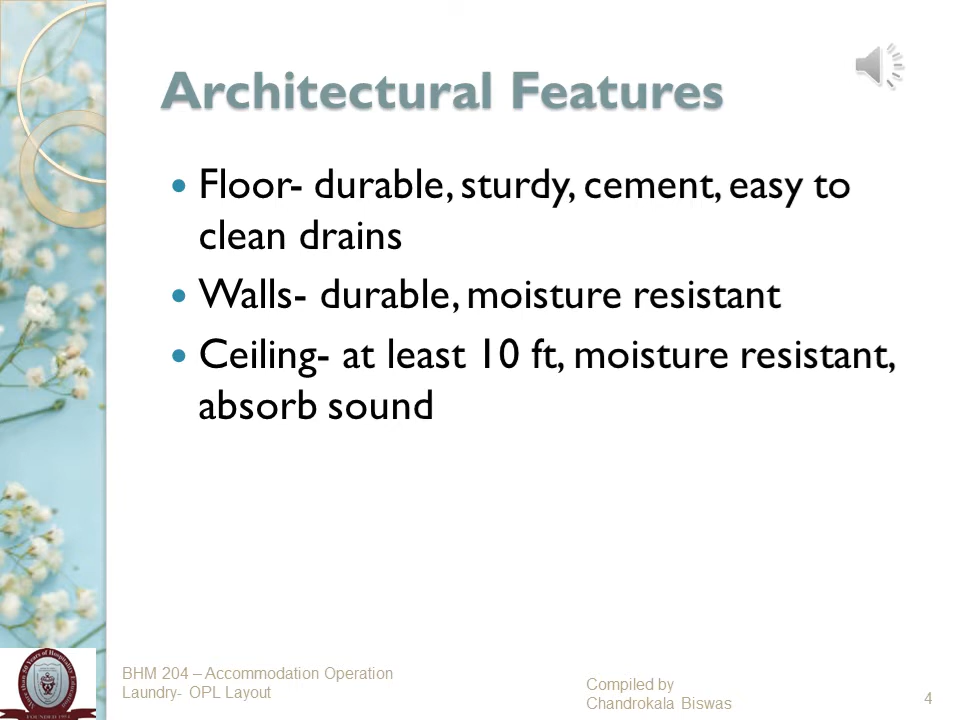 Architectural Features
Floor- durable, sturdy, cement, easy to
clean drains
Walls- durable, moisture resistant
Ceiling- at least 10 ft, moisture resistant,
absorb sound
BHM 204 – Accommodation Operation
Laundry- OPL Layout
Compiled by
Chandrokala Biswas
4